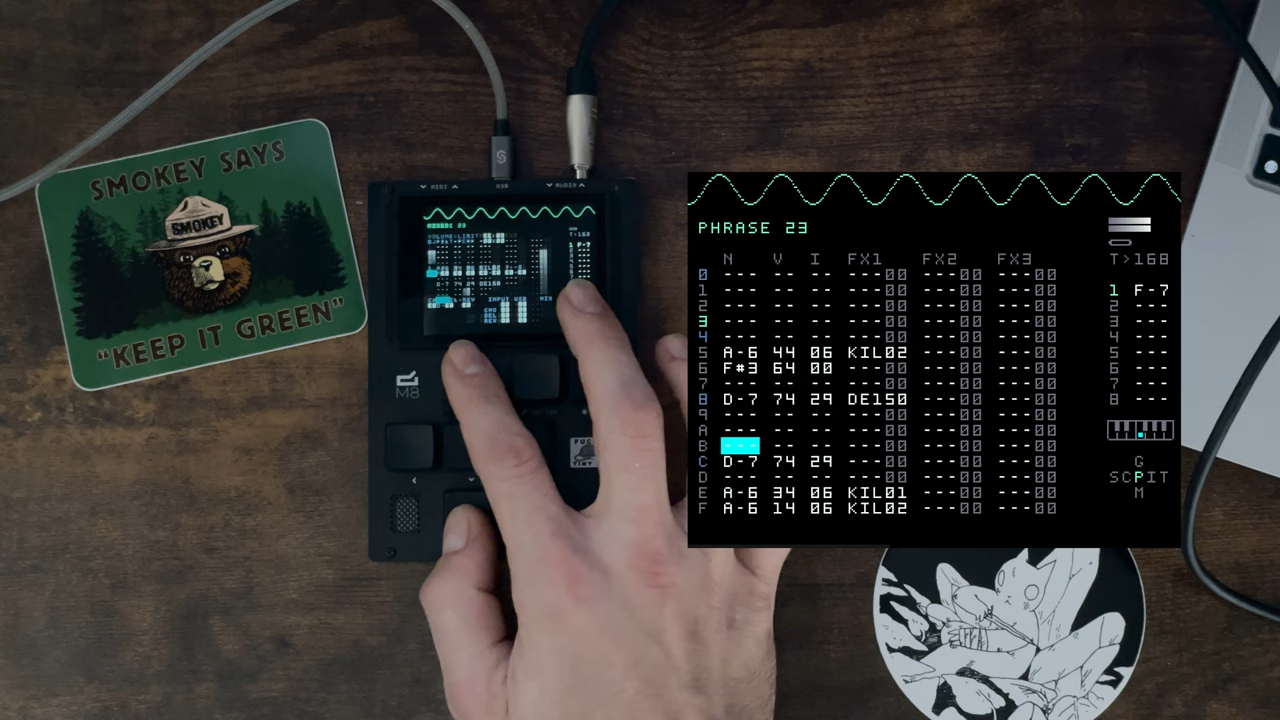 SMOKEY SAYS
SMOKEY
“KEEP IT GREEN”
MIDI
USB
AUDIO
M8
PHRASE 23
N V I FX1 FX2 FX3 T>168
0 --- -- -- ---00 ---00 ---00
1 --- -- -- ---00 ---00 ---00 1 F-7
2 --- -- -- ---00 ---00 ---00 2 ---
3 --- -- -- ---00 ---00 ---00 3 ---
4 --- -- -- ---00 ---00 ---00 4 ---
5 A-6 44 06 KIL02 ---00 ---00 5 ---
6 F#3 64 00 ---00 ---00 ---00 6 ---
7 --- -- -- ---00 ---00 ---00 7 ---
8 D-7 74 29 DE150 ---00 ---00 8 ---
9 --- -- -- ---00 ---00 ---00
A --- -- -- ---00 ---00 ---00
B --- -- -- ---00 ---00 ---00
C D-7 74 29 ---00 ---00 ---00 G
D --- -- -- ---00 ---00 ---00 SCPIT
E A-6 34 06 KIL01 ---00 ---00 M
F A-6 14 06 KIL02 ---00 ---00